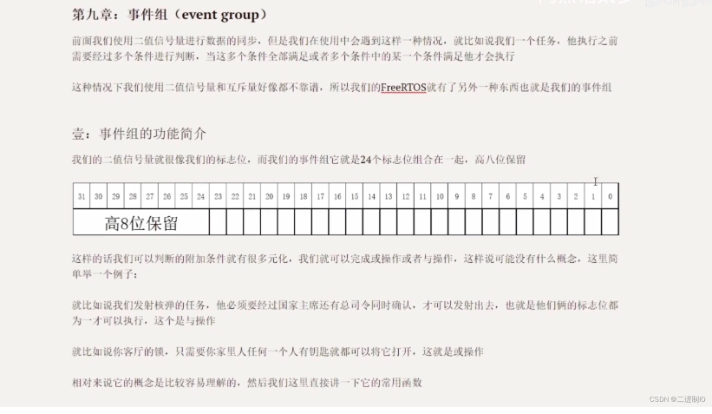 第九章：事件组（event group）
前面我们使用二值信号量进行数据的同步，但是我们在使用中会遇到这样一种情况，就比如说我们一个任务，他执行之前
需要经过多个条件进行判断，当这多个条件全部满足或者多个条件中的某一个条件满足他才会执行
这种情况下我们使用二值信号量和互斥量好像都不靠谱，所以我们的FreeRTOS就有了另外一种东西也就是我们的事件组
壹：事件组的功能简介
我们的二值信号量就很像我们的标志位，而我们的事件组它就是24个标志位组合在一起，高八位保留
31 30 29 28 27 26 25 24 23 22 21 20 19 18 17 16 15 14 13 12 11 10 9 8 7 6 5 4 3 2 1 0
高8位保留
这样的话我们可以判断的附加条件就有很多元化，我们就可以完成或操作或者与操作，这样说可能没有什么概念，这里简
单举一个例子：
就比如说我们发射核弹的任务，他必须要经过国家主席还有总司令同时确认，才可以发射出去，也就是他们俩的标志位都
为一才可以执行，这个是与操作
就比如说你客厅的锁，只需要你家里人任何一个人有钥匙就都可以将它打开，这就是或操作
相对来说它的概念是比较容易理解的，然后我们这里直接讲一下它的常用函数
CSDN @二进制IO